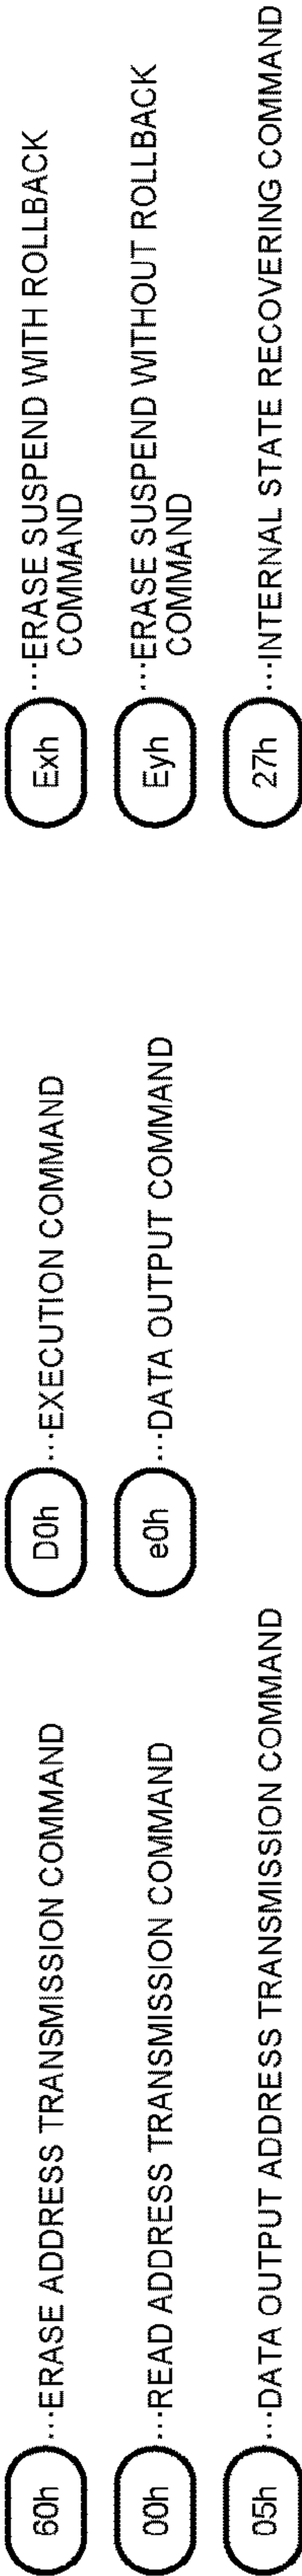 60h ...ERASE ADDRESS TRANSMISSION COMMAND
D0h ...EXECUTION COMMAND
Exh ...ERASE SUSPEND WITH ROLLBACK
COMMAND
00h ...READ ADDRESS TRANSMISSION COMMAND
e0h ...DATA OUTPUT COMMAND
Eyh ...ERASE SUSPEND WITHOUT ROLLBACK
COMMAND
05h ...DATA OUTPUT ADDRESS TRANSMISSION COMMAND
27h ...INTERNAL STATE RECOVERING COMMAND